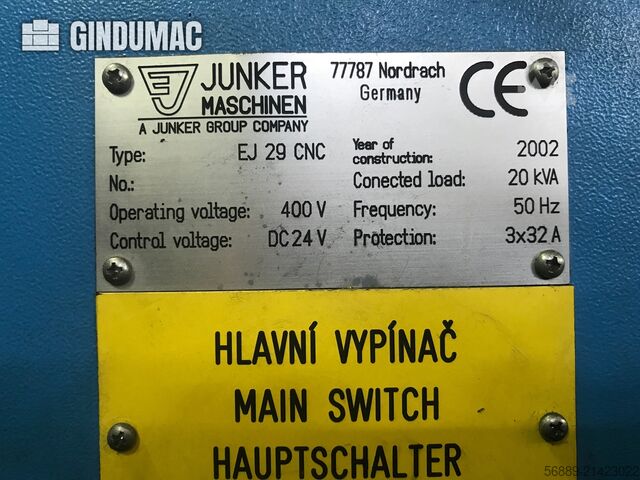 GINDUMAC
EJ JUNKER MASCHINEN
A JUNKER GROUP COMPANY
77787 Nordrach
Germany
CE
Type: EJ 29 CNC
Year of construction: 2002
No.:
Conected load: 20 kVA
Operating voltage: 400 V
Frequency: 50 Hz
Control voltage: DC 24 V
Protection: 3x32 A
HLAVNÍ VYPÍNAČ
MAIN SWITCH
HAUPTSCHALTER
56889-21423022